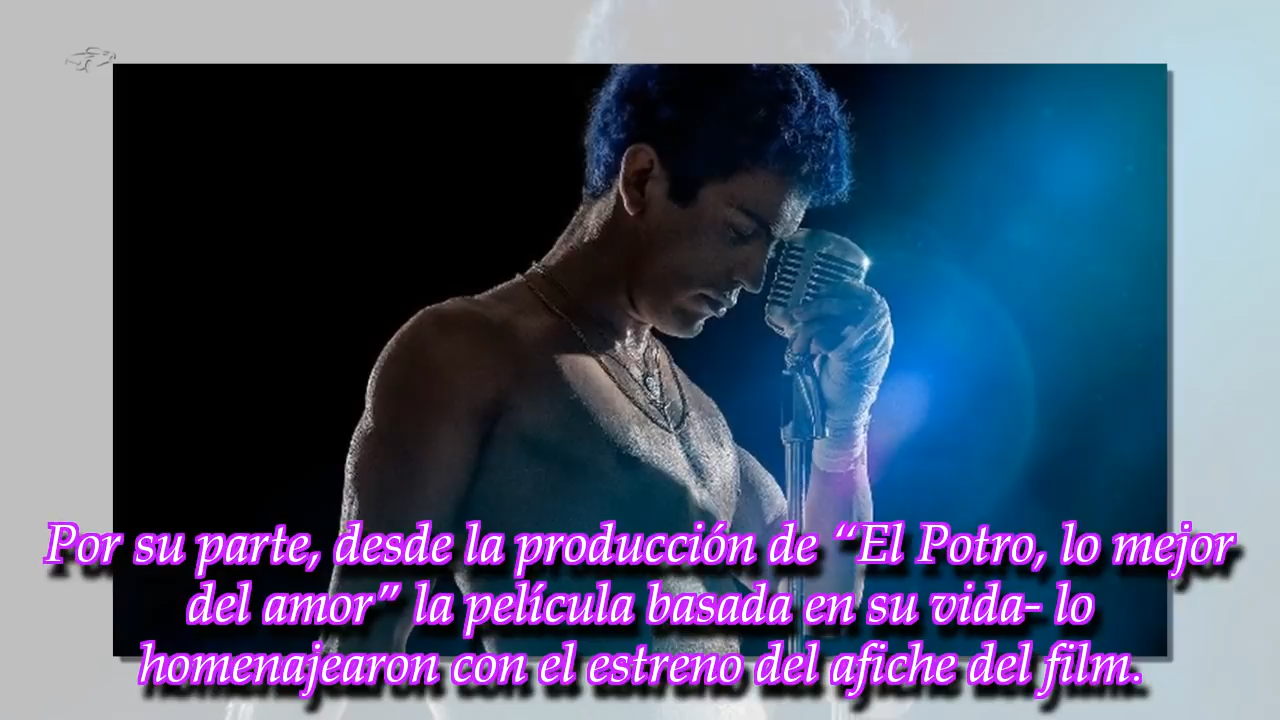 Por su parte, desde la producción de “El Potro, lo mejor
del amor” la película basada en su vida- lo
homenajearon con el estreno del afiche del film.